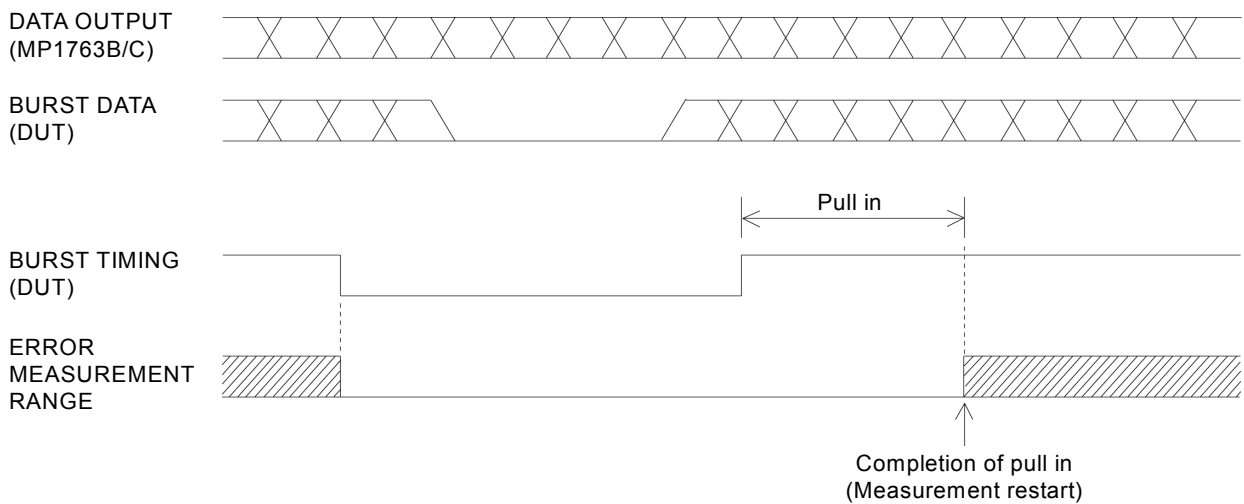 DATA OUTPUT
(MP1763B/C)
BURST DATA
(DUT)
Pull in
BURST TIMING
(DUT)
ERROR
MEASUREMENT
RANGE
Completion of pull in
(Measurement restart)